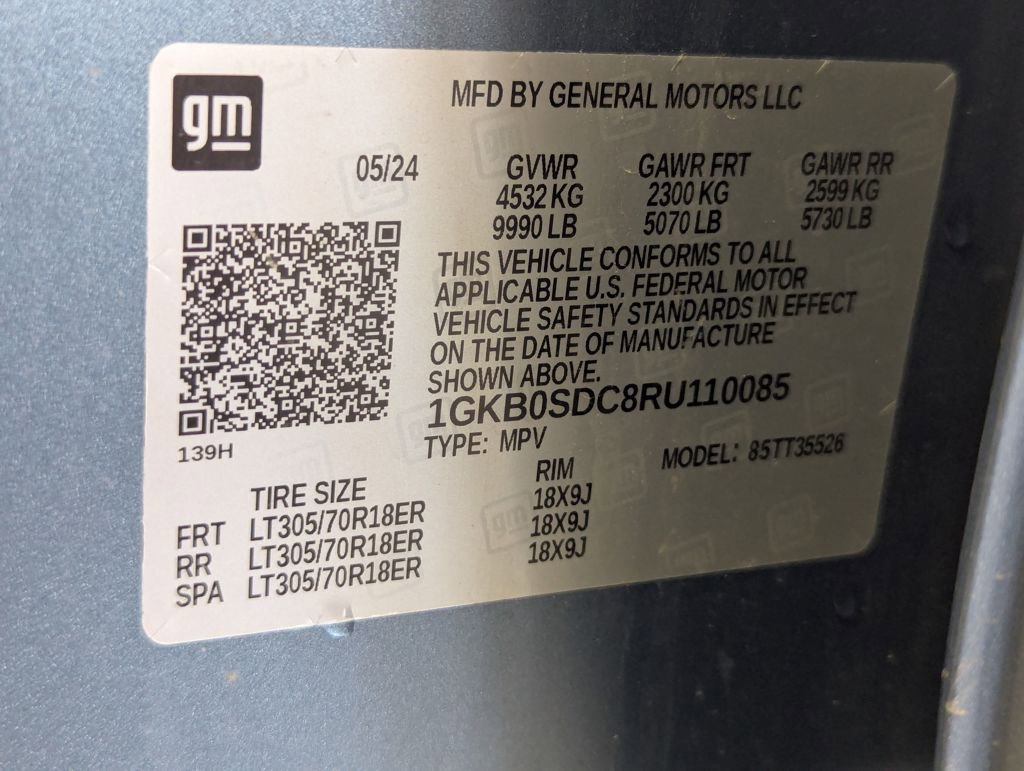 gm
MFD BY GENERAL MOTORS LLC
05/24
GVWR GAWR FRT GAWR RR
4532 KG 2300 KG 2599 KG
9990 LB 5070 LB 5730 LB
THIS VEHICLE CONFORMS TO ALL
APPLICABLE U.S. FEDERAL MOTOR
VEHICLE SAFETY STANDARDS IN EFFECT
ON THE DATE OF MANUFACTURE
SHOWN ABOVE.
1GKB0SDC8RU110085
139H
TYPE: MPV MODEL: 85TT35526
TIRE SIZE RIM
FRT LT305/70R18ER 18X9J
RR LT305/70R18ER 18X9J
SPA LT305/70R18ER 18X9J